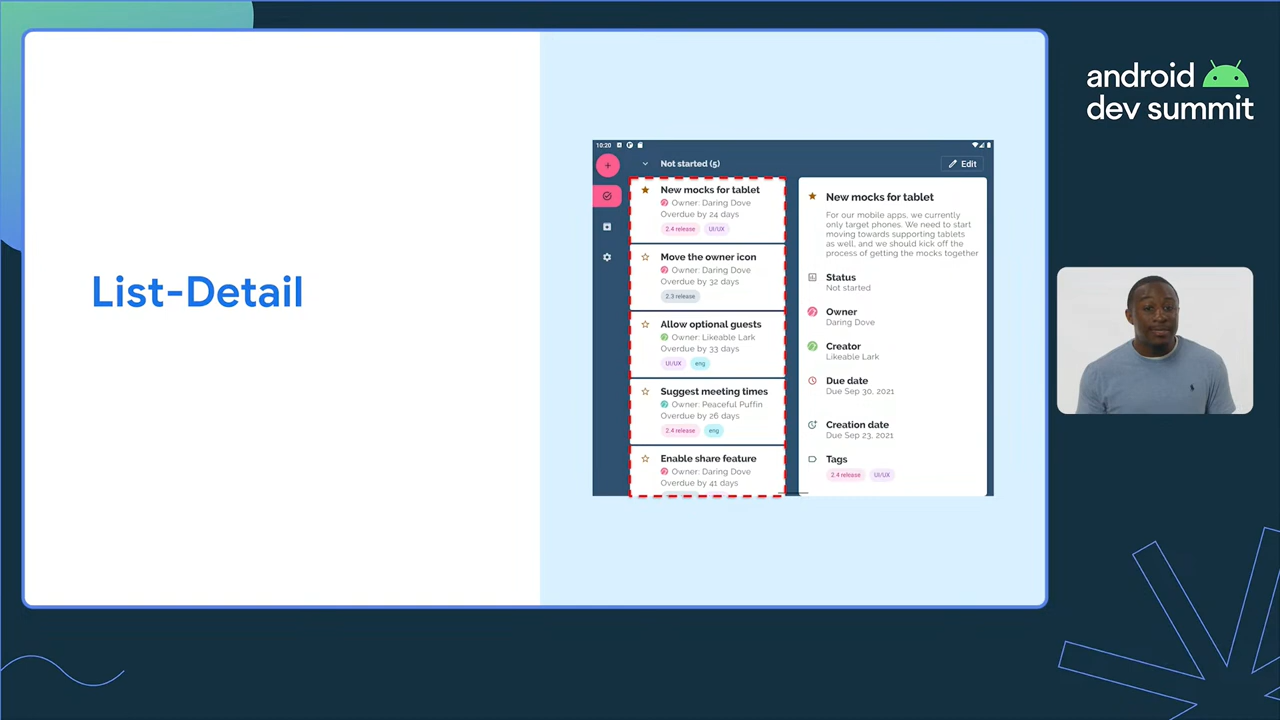 android
dev summit
List-Detail
10:20
Not started (5)
Edit
New mocks for tablet
Owner: Daring Dove
Overdue by 24 days
2.4 release UI/UX
Move the owner icon
Owner: Daring Dove
Overdue by 32 days
2.3 release
Allow optional guests
Owner: Likeable Lark
Overdue by 33 days
UI/UX eng
Suggest meeting times
Owner: Peaceful Puffin
Overdue by 26 days
2.4 release eng
Enable share feature
Owner: Daring Dove
Overdue by 41 days
New mocks for tablet
For our mobile apps, we currently
only target phones. We need to start
moving towards supporting tablets
as well, and we should kick off the
process of getting the mocks together
Status
Not started
Owner
Daring Dove
Creator
Likeable Lark
Due date
Due Sep 30, 2021
Creation date
Due Sep 23, 2021
Tags
2.4 release UI/UX